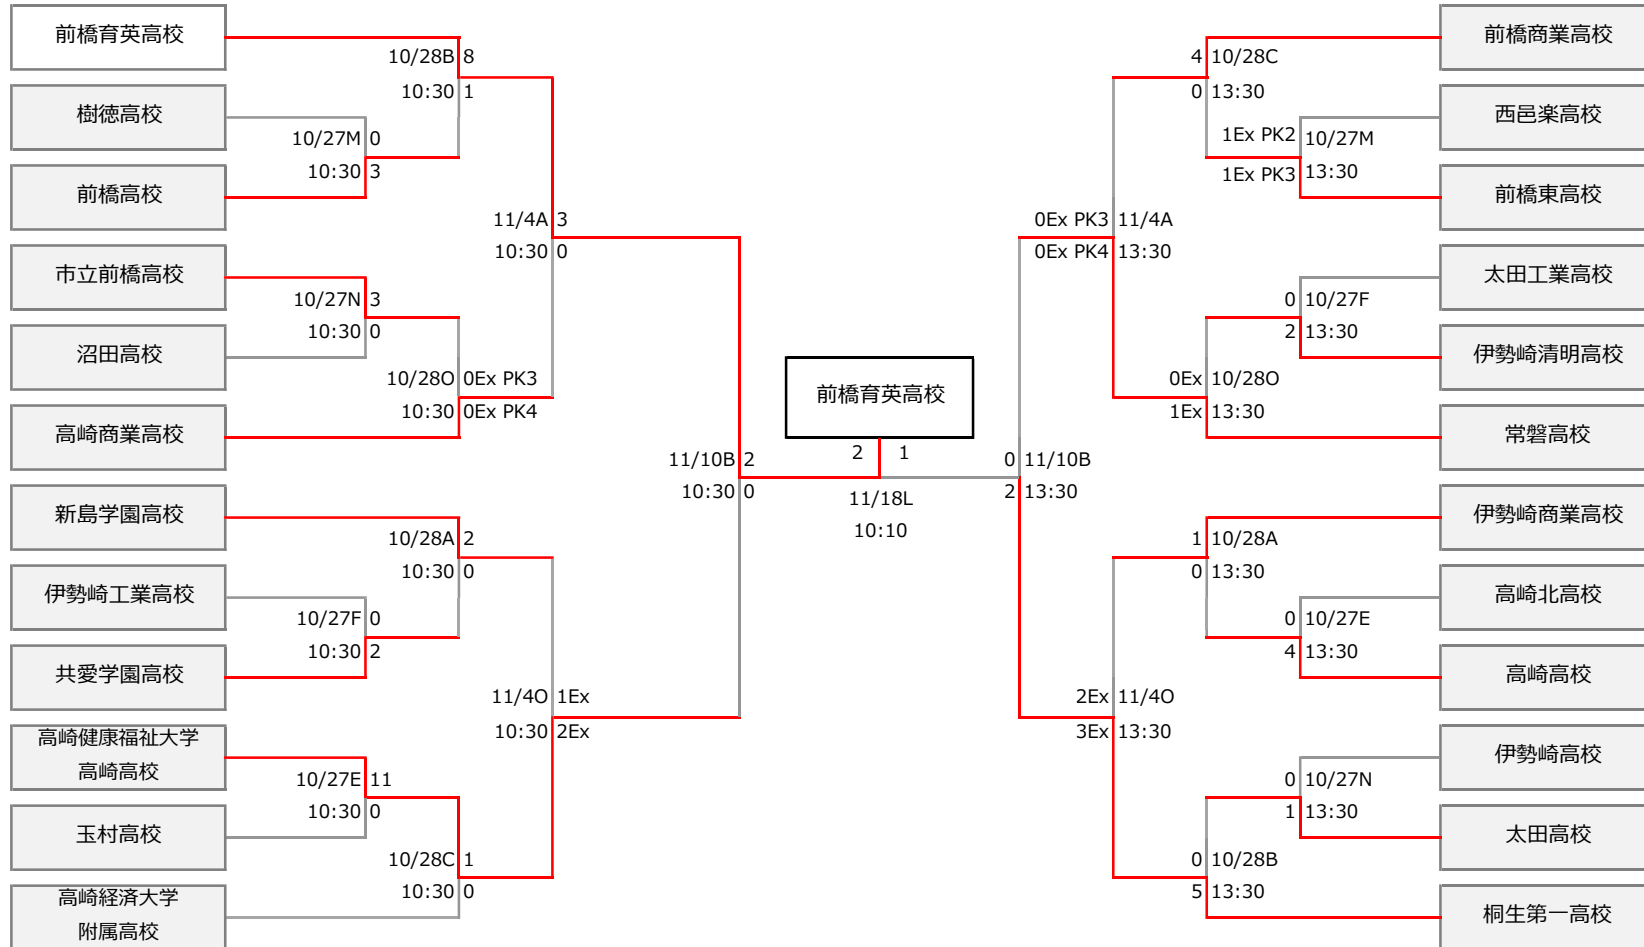 前橋育英高校
10/28B 8
10:30 1
樹徳高校
10/27M 0
10:30 3
前橋高校
11/4A 3
10:30 0
市立前橋高校
10/27N 3
10:30 0
沼田高校
10/28O 0Ex PK3
10:30 0Ex PK4
高崎商業高校
11/10B 2
10:30 0
新島学園高校
10/28A 2
10:30 0
伊勢崎工業高校
10/27F 0
10:30 2
共愛学園高校
11/4O 1Ex
10:30 2Ex
高崎健康福祉大学
高崎高校
10/27E 11
10:30 0
玉村高校
10/28C 1
10:30 0
高崎経済大学
附属高校
前橋育英高校
2 1
11/18L
10:10
前橋商業高校
4 10/28C
0 13:30
西邑楽高校
1Ex PK2 10/27M
1Ex PK3 13:30
前橋東高校
0Ex PK3 11/4A
0Ex PK4 13:30
太田工業高校
0 10/27F
2 13:30
伊勢崎清明高校
0Ex 10/28O
1Ex 13:30
常磐高校
0 11/10B
2 13:30
伊勢崎商業高校
1 10/28A
0 13:30
高崎北高校
0 10/27E
4 13:30
高崎高校
2Ex 11/4O
3Ex 13:30
伊勢崎高校
0 10/27N
1 13:30
太田高校
0 10/28B
5 13:30
桐生第一高校